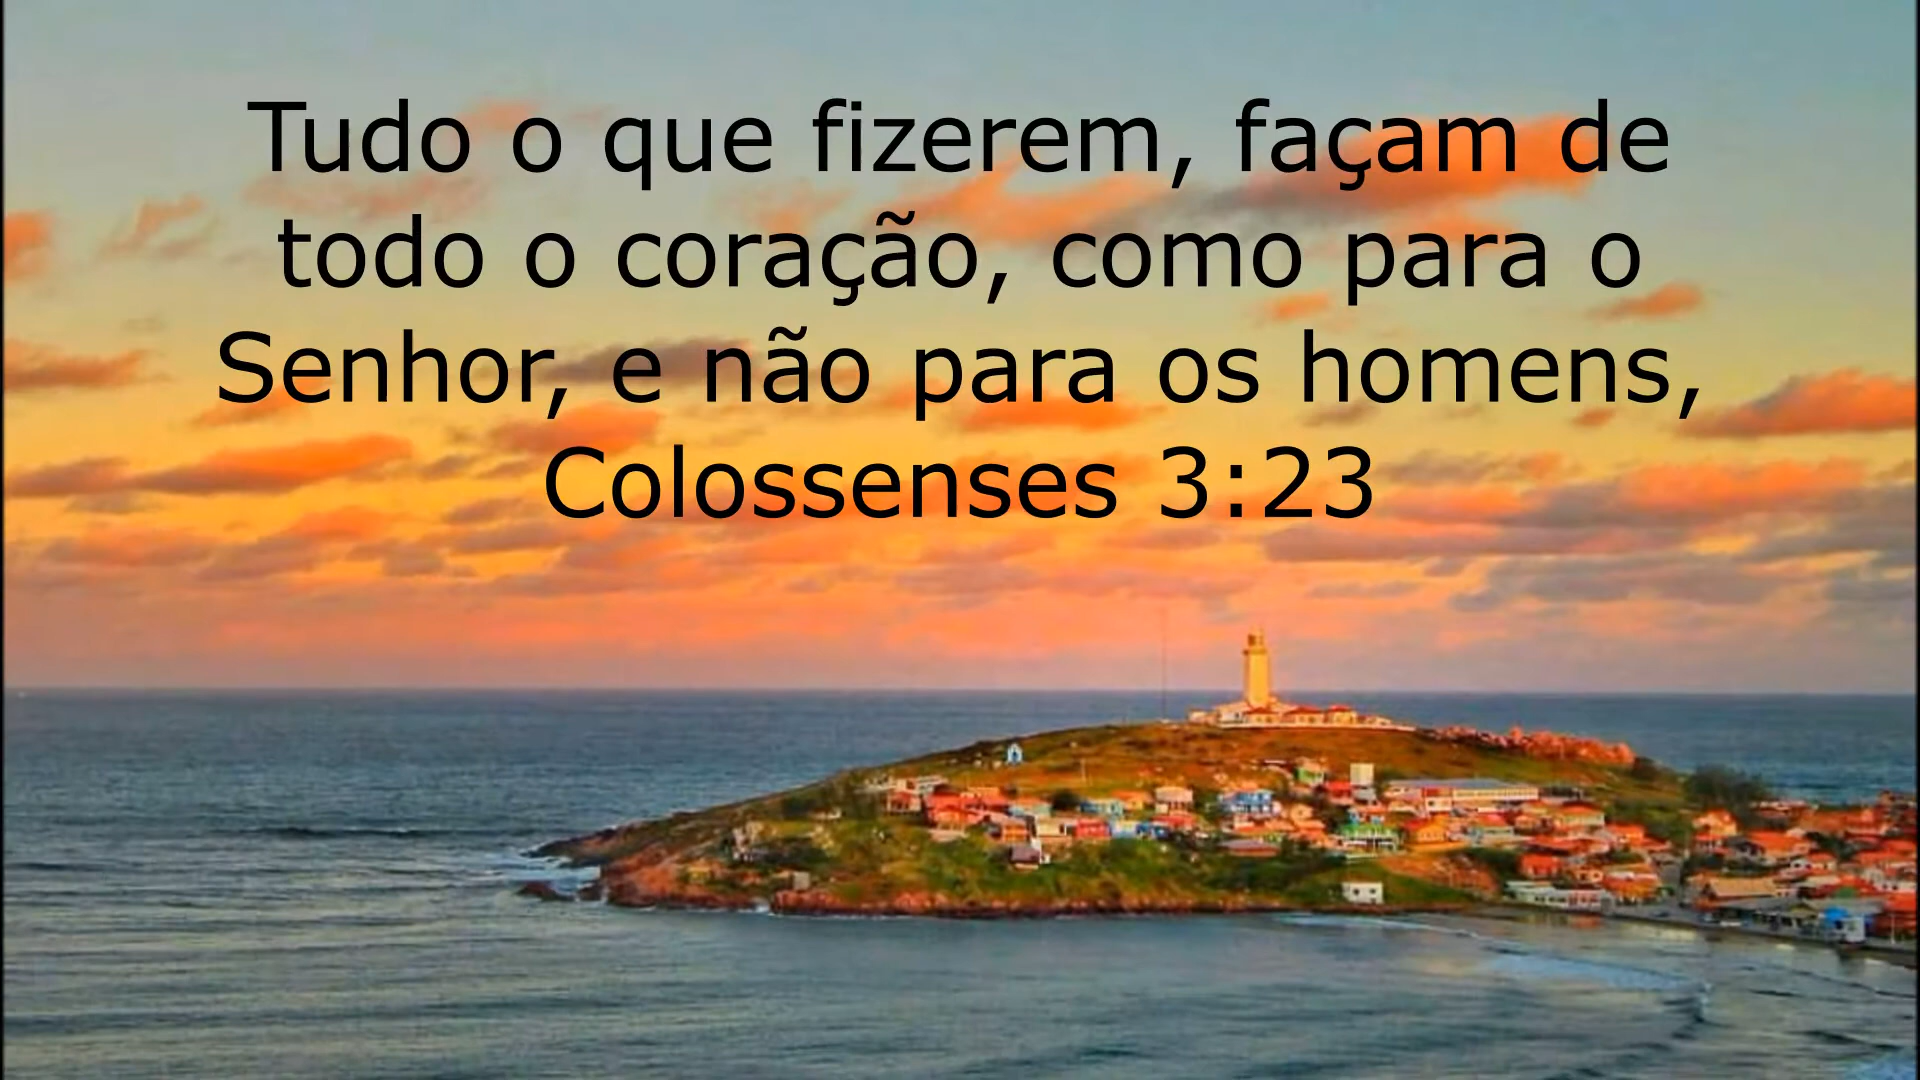 Tudo o que fizerem, façam de
todo o coração, como para o
Senhor, e não para os homens,
Colossenses 3:23